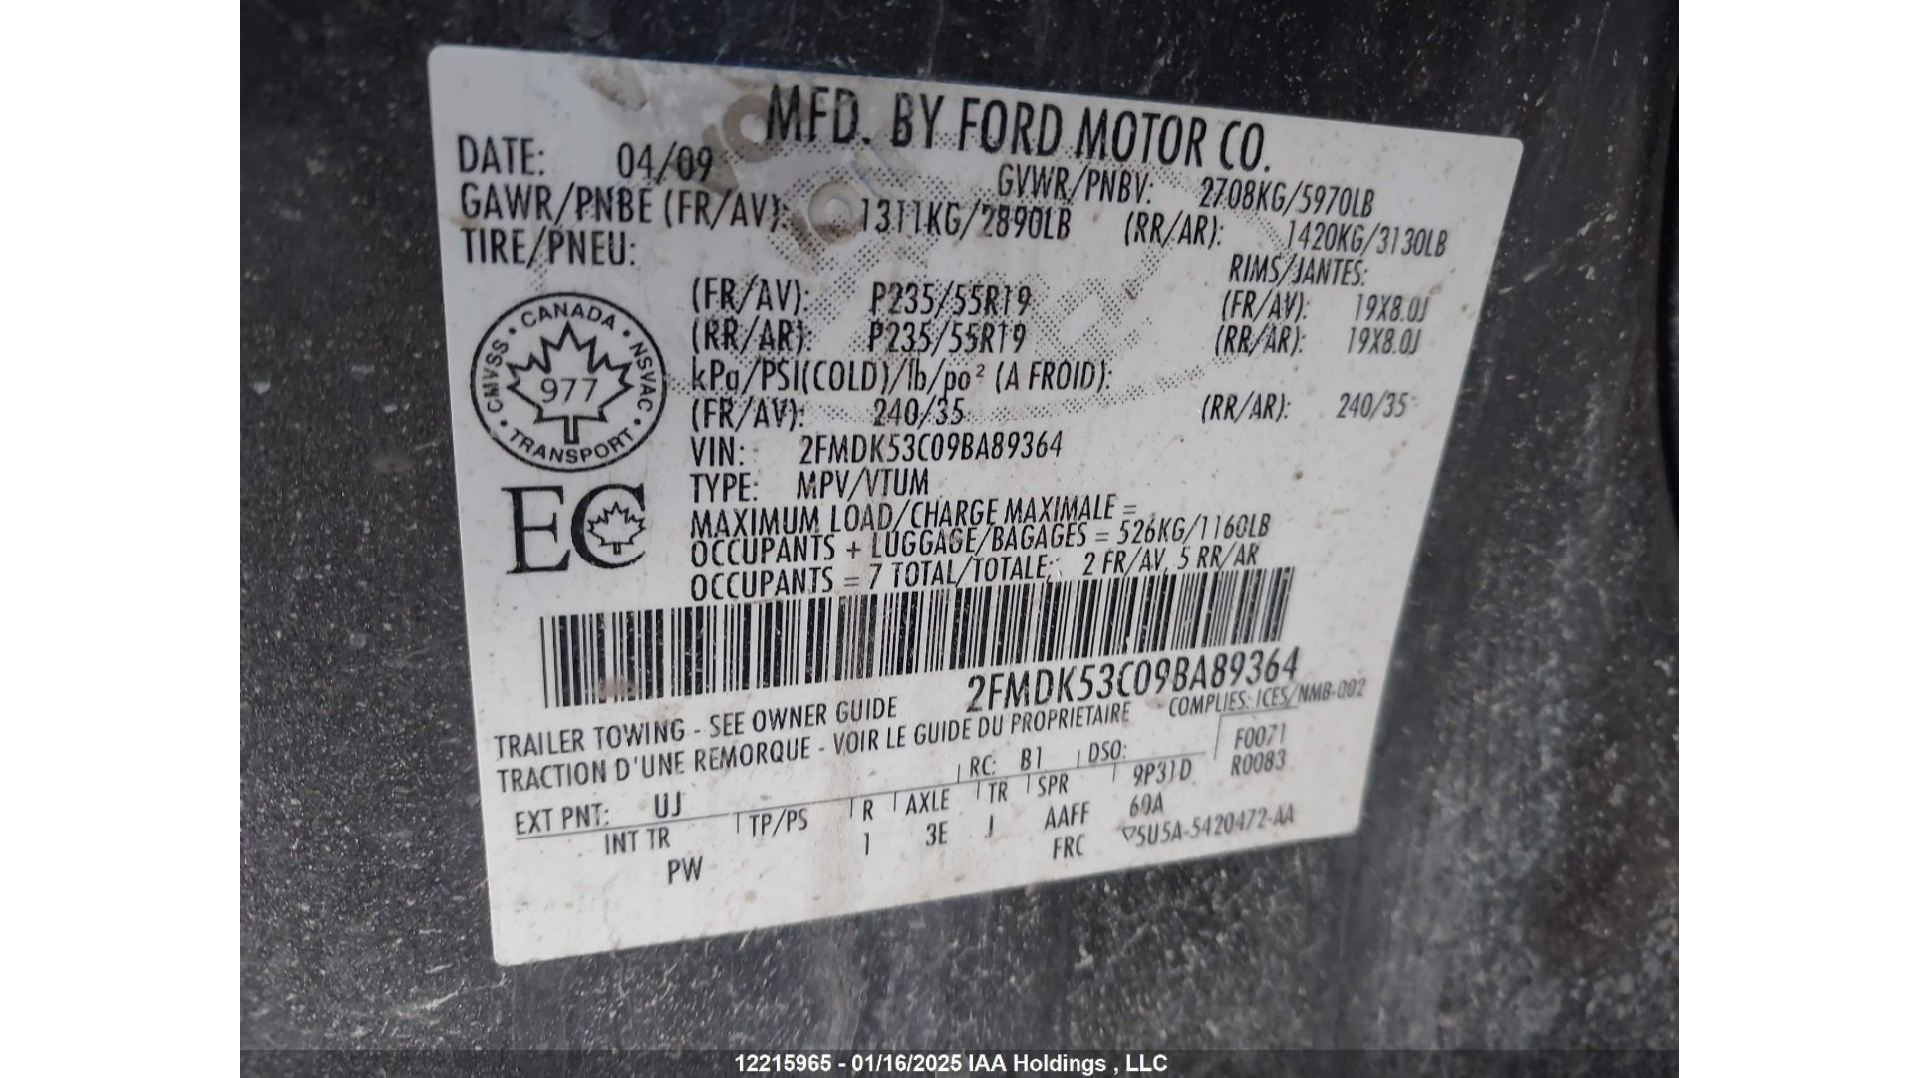 MFD. BY FORD MOTOR CO.
DATE: 04/09 GVWR/PNBV: 2708KG/5970LB
GAWR/PNBE (FR/AV): 1311KG/2890LB (RR/AR): 1420KG/3130LB
TIRE/PNEU: RIMS/JANTES:
(FR/AV): P235/55R19 (FR/AV): 19X8.0J
(RR/AR): P235/55R19 (RR/AR): 19X8.0J
kPa/PSI(COLD)/lb/po² (A FROID):
(FR/AV): 240/35 (RR/AR): 240/35
CANADA
CMVSS 977 NSVAC
TRANSPORT
VIN: 2FMDK53C09BA89364
TYPE: MPV/VTUM
EC
MAXIMUM LOAD/CHARGE MAXIMALE =
OCCUPANTS + LUGGAGE/BAGAGES = 526KG/1160LB
OCCUPANTS = 7 TOTAL/TOTALE; 2 FR/AV, 5 RR/AR
2FMDK53C09BA89364
TRAILER TOWING - SEE OWNER GUIDE COMPLIES: ICES/NMB-002
TRACTION D'UNE REMORQUE - VOIR LE GUIDE DU PROPRIETAIRE
F0071
RC: B1 DSO: R0083
EXT PNT: UJ 9P31D
INT TR TP/PS R AXLE TR SPR 60A
PW 1 3E J AAFF
FRC ▽5U5A-5420472-AA
12215965 - 01/16/2025 IAA Holdings , LLC